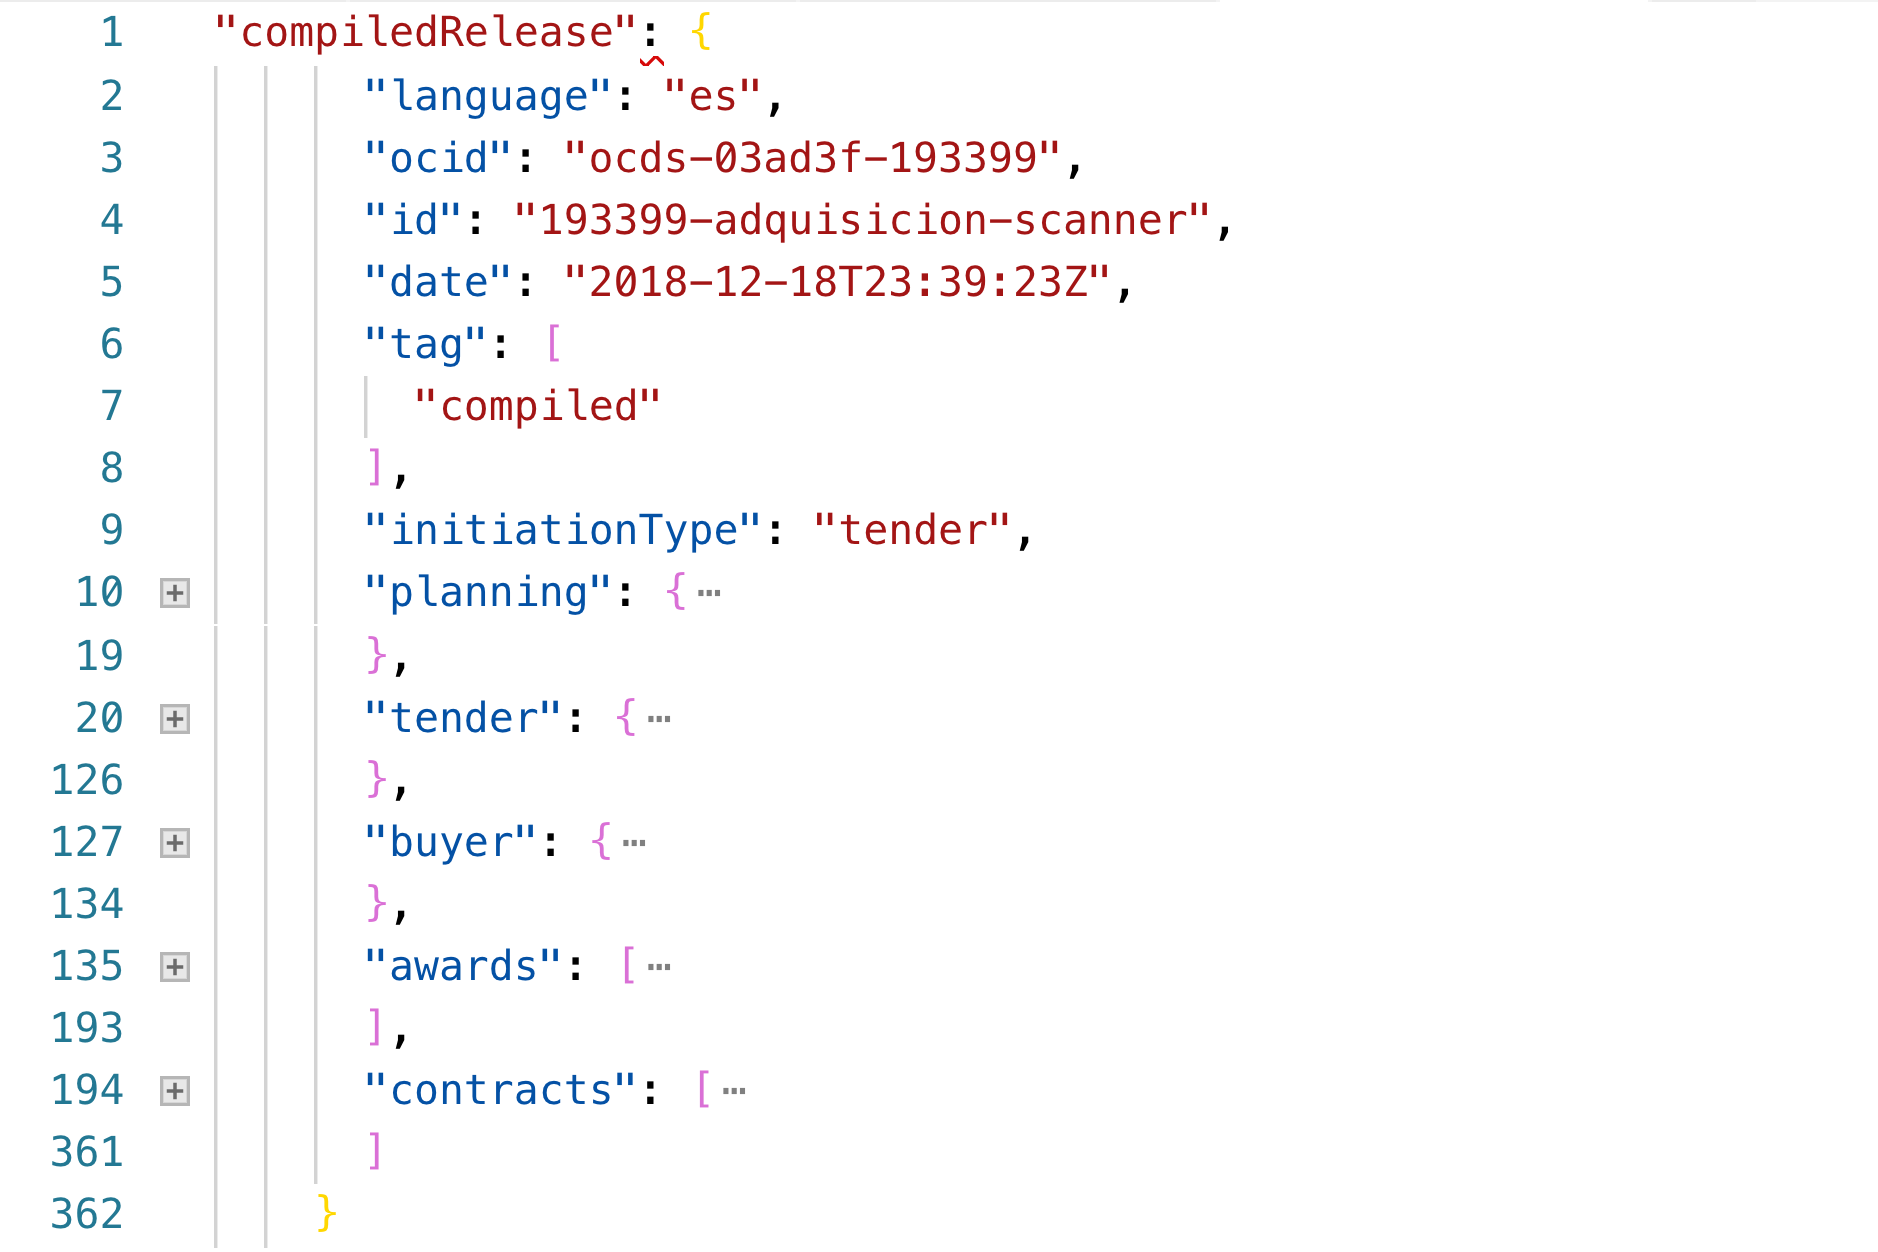 1 "compiledRelease": {
2 "language": "es",
3 "ocid": "ocds-03ad3f-193399",
4 "id": "193399-adquisicion-scanner",
5 "date": "2018-12-18T23:39:23Z",
6 "tag": [
7 "compiled"
8 ],
9 "initiationType": "tender",
10 "planning": {…
19 },
20 "tender": {…
126 },
127 "buyer": {…
134 },
135 "awards": […
193 ],
194 "contracts": […
361 ]
362 }